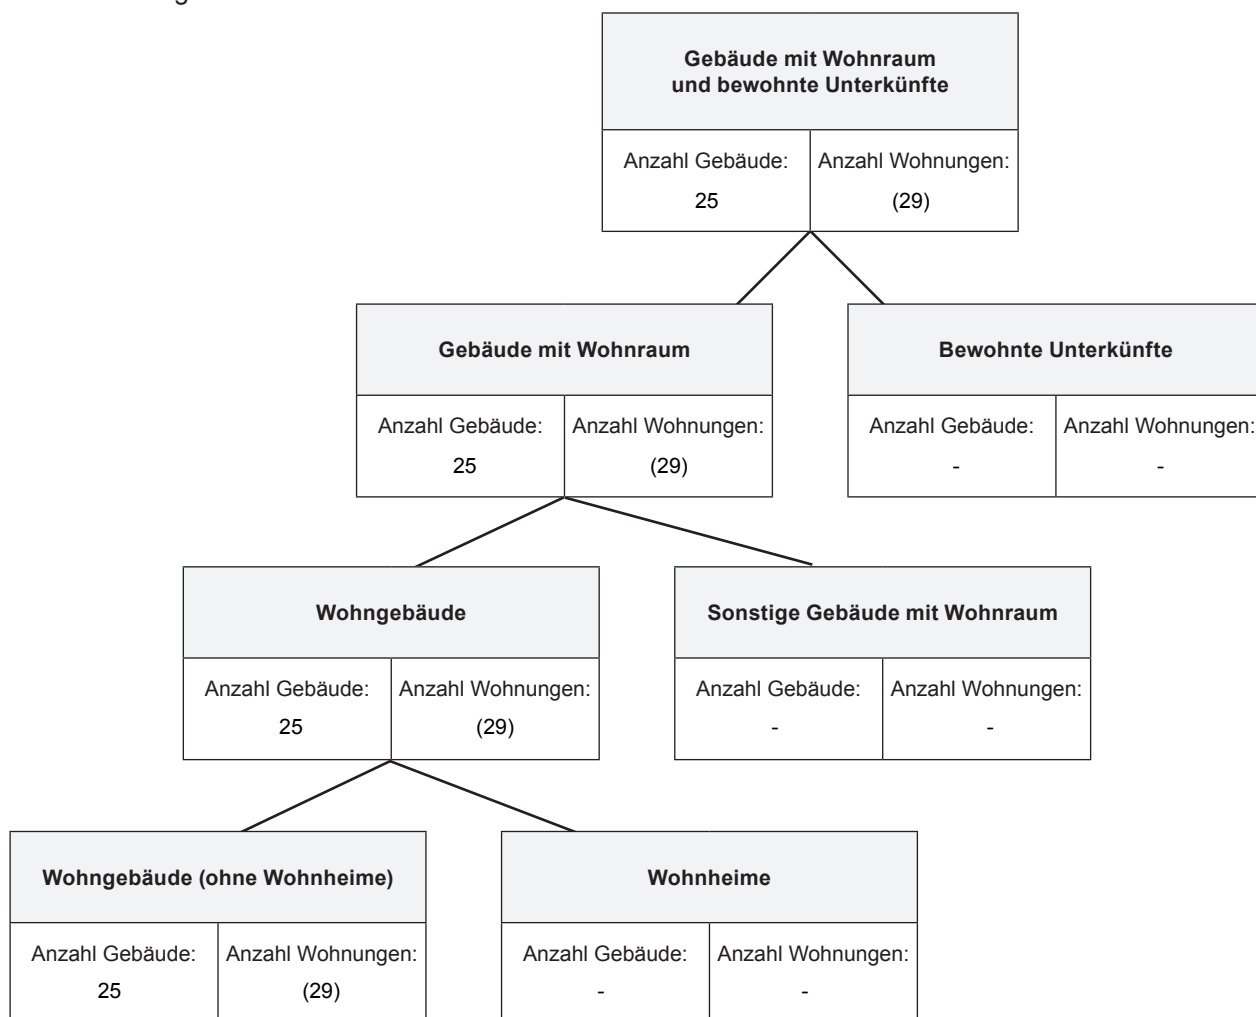 Gebäude mit Wohnraum
und bewohnte Unterkünfte
Anzahl Gebäude: Anzahl Wohnungen:
25 (29)
Gebäude mit Wohnraum
Anzahl Gebäude: Anzahl Wohnungen:
25 (29)
Bewohnte Unterkünfte
Anzahl Gebäude: Anzahl Wohnungen:
- -
Wohngebäude
Anzahl Gebäude: Anzahl Wohnungen:
25 (29)
Sonstige Gebäude mit Wohnraum
Anzahl Gebäude: Anzahl Wohnungen:
- -
Wohngebäude (ohne Wohnheime)
Anzahl Gebäude: Anzahl Wohnungen:
25 (29)
Wohnheime
Anzahl Gebäude: Anzahl Wohnungen:
- -